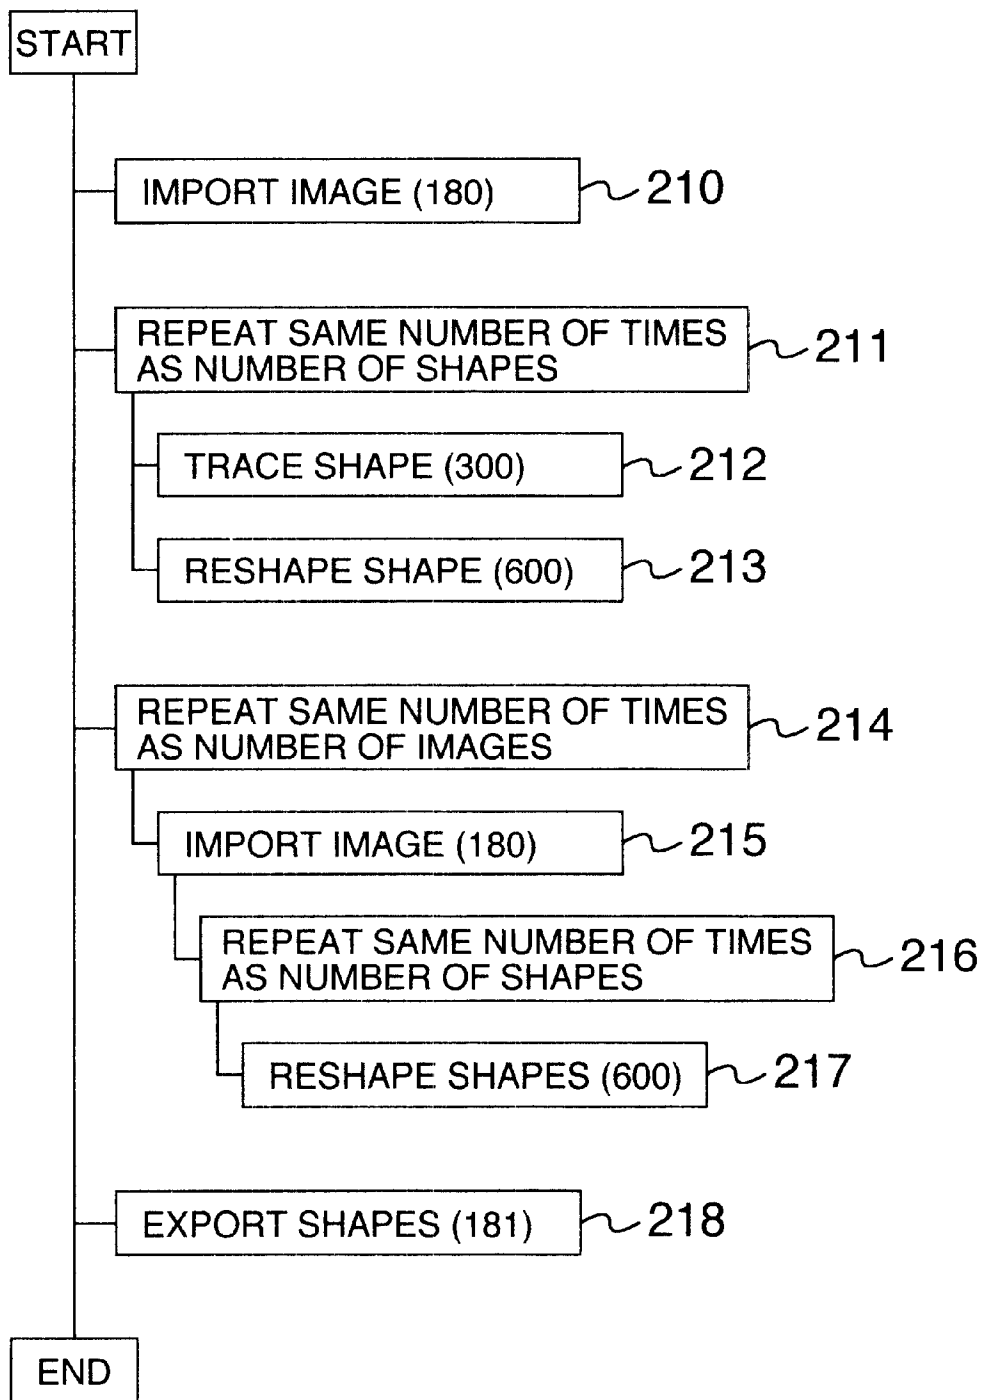 START
IMPORT IMAGE (180) 210
REPEAT SAME NUMBER OF TIMES
AS NUMBER OF SHAPES 211
TRACE SHAPE (300) 212
RESHAPE SHAPE (600) 213
REPEAT SAME NUMBER OF TIMES
AS NUMBER OF IMAGES 214
IMPORT IMAGE (180) 215
REPEAT SAME NUMBER OF TIMES
AS NUMBER OF SHAPES 216
RESHAPE SHAPES (600) 217
EXPORT SHAPES (181) 218
END